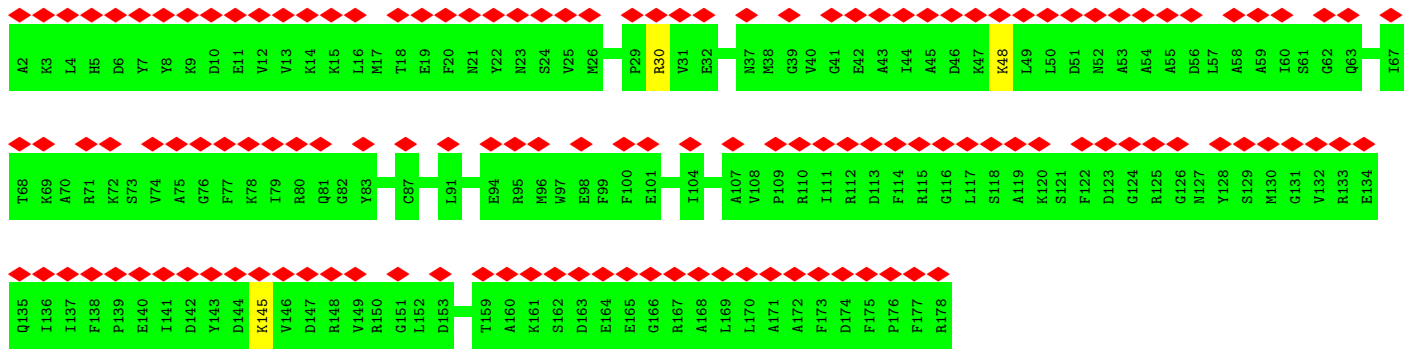 A2 K3 L4 H5 D6 Y7 Y8 K9 D10 E11 V12 V13 K14 K15 L16 M17 T18 E19 F20 N21 Y22 N23 S24 V25 M26 P29 R30 V31 E32 N37 M38 G39 V40 G41 E42 A43 I44 A45 D46 K47 K48 L49 L50 D51 N52 A53 A54 A55 D56 L57 A58 A59 I60 S61 G62 Q63 I67
T68 K69 A70 R71 K72 S73 V74 A75 G76 F77 K78 I79 R80 Q81 G82 Y83 C87 L91 E94 R95 M96 W97 E98 F99 F100 E101 I104 A107 V108 P109 R110 I111 R112 D113 F114 R115 G116 L117 S118 A119 K120 S121 F122 D123 G124 R125 G126 N127 Y128 S129 M130 G131 V132 R133 E134
Q135 I136 I137 F138 P139 E140 I141 D142 Y143 D144 K145 V146 D147 R148 V149 R150 G151 L152 D153 T159 A160 K161 S162 D163 E164 E165 G166 R167 A168 L169 L170 A171 A172 F173 D174 F175 P176 F177 R178